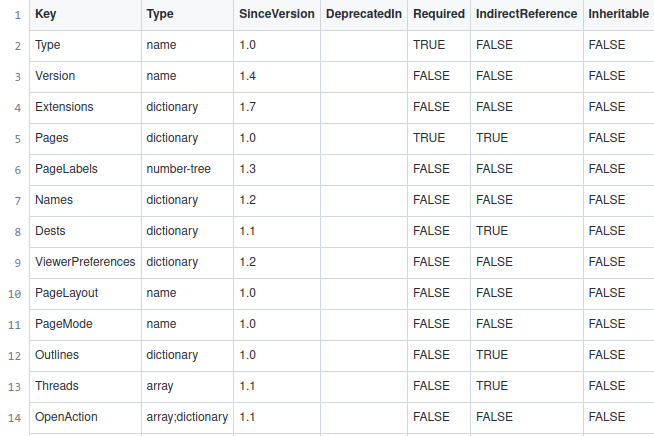 1 Key Type SinceVersion DeprecatedIn Required IndirectReference Inheritable
2 Type name 1.0 TRUE FALSE FALSE
3 Version name 1.4 FALSE FALSE FALSE
4 Extensions dictionary 1.7 FALSE FALSE FALSE
5 Pages dictionary 1.0 TRUE TRUE FALSE
6 PageLabels number-tree 1.3 FALSE FALSE FALSE
7 Names dictionary 1.2 FALSE FALSE FALSE
8 Dests dictionary 1.1 FALSE TRUE FALSE
9 ViewerPreferences dictionary 1.2 FALSE FALSE FALSE
10 PageLayout name 1.0 FALSE FALSE FALSE
11 PageMode name 1.0 FALSE FALSE FALSE
12 Outlines dictionary 1.0 FALSE TRUE FALSE
13 Threads array 1.1 FALSE TRUE FALSE
14 OpenAction array;dictionary 1.1 FALSE FALSE FALSE